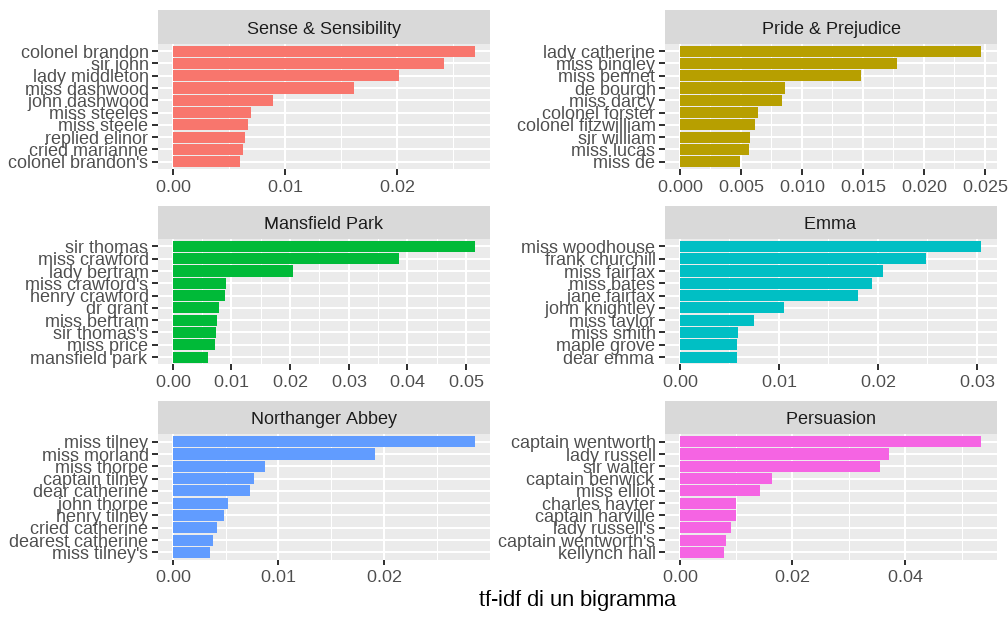 Sense & Sensibility
colonel brandon
sir john
lady middleton
miss dashwood
john dashwood
miss steeles
miss steele
replied elinor
cried marianne
colonel brandon's
0.00 0.01 0.02
Pride & Prejudice
lady catherine
miss bingley
miss bennet
de bourgh
miss darcy
colonel forster
colonel fitzwilliam
sir william
miss lucas
miss de
0.000 0.005 0.010 0.015 0.020 0.025
Mansfield Park
sir thomas
miss crawford
lady bertram
miss crawford's
henry crawford
dr grant
miss bertram
sir thomas's
miss price
mansfield park
0.00 0.01 0.02 0.03 0.04 0.05
Emma
miss woodhouse
frank churchill
miss fairfax
miss bates
jane fairfax
john knightley
miss taylor
miss smith
maple grove
dear emma
0.00 0.01 0.02 0.03
Northanger Abbey
miss tilney
miss morland
miss thorpe
captain tilney
dear catherine
john thorpe
henry tilney
cried catherine
dearest catherine
miss tilney's
0.00 0.01 0.02
Persuasion
captain wentworth
lady russell
sir walter
captain benwick
miss elliot
charles hayter
captain harville
lady russell's
captain wentworth's
kellynch hall
0.00 0.02 0.04
tf-idf di un bigramma